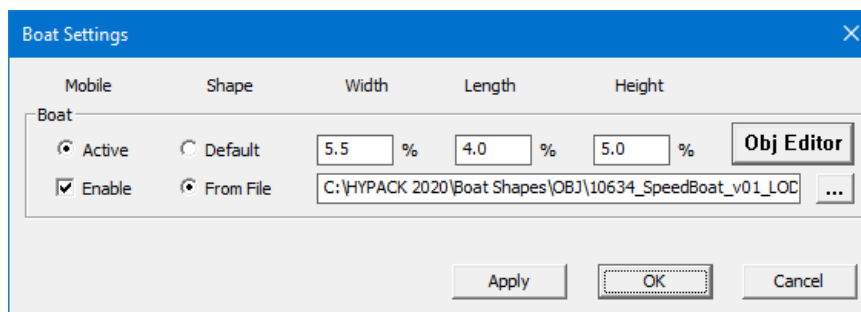 Boat Settings
Mobile Shape Width Length Height
Boat
Active Default 5.5 % 4.0 % 5.0 % Obj Editor
Enable From File C:\HYPACK 2020\Boat Shapes\OBJ\10634_SpeedBoat_v01_LOD ...
Apply OK Cancel